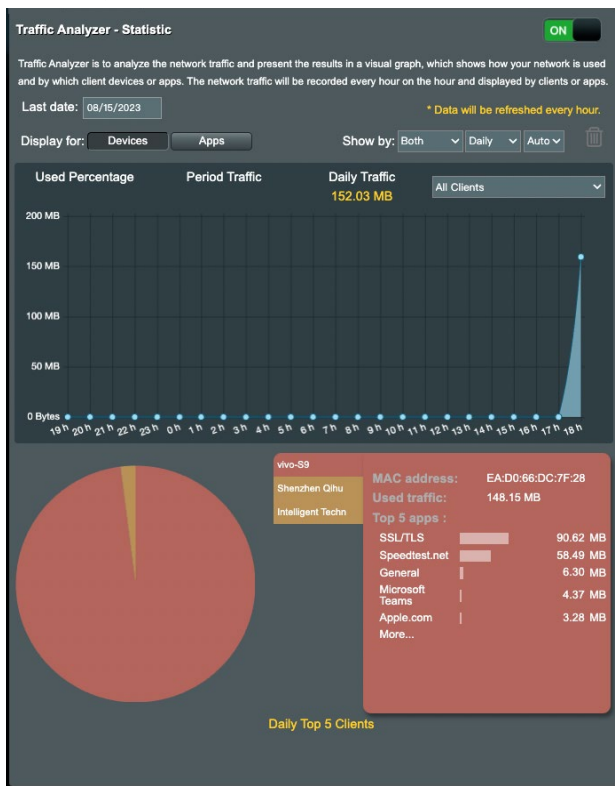 Traffic Analyzer - Statistic
ON
Traffic Analyzer is to analyze the network traffic and present the results in a visual graph, which shows how your network is used
and by which client devices or apps. The network traffic will be recorded every hour on the hour and displayed by clients or apps.
Last date: 08/15/2023
* Data will be refreshed every hour.
Display for: Devices Apps Show by: Both Daily Auto
Used Percentage Period Traffic Daily Traffic All Clients
152.03 MB
200 MB
150 MB
100 MB
50 MB
0 Bytes
19 h 20 h 21 h 22 h 23 h 0 h 1 h 2 h 3 h 4 h 5 h 6 h 7 h 8 h 9 h 10 h 11 h 12 h 13 h 14 h 15 h 16 h 17 h 18 h
vivo-S9
Shenzhen Qihu
Intelligent Techn
MAC address: EA:D0:66:DC:7F:28
Used traffic: 148.15 MB
Top 5 apps :
SSL/TLS 90.62 MB
Speedtest.net 58.49 MB
General 6.30 MB
Microsoft
Teams 4.37 MB
Apple.com 3.28 MB
More...
Daily Top 5 Clients